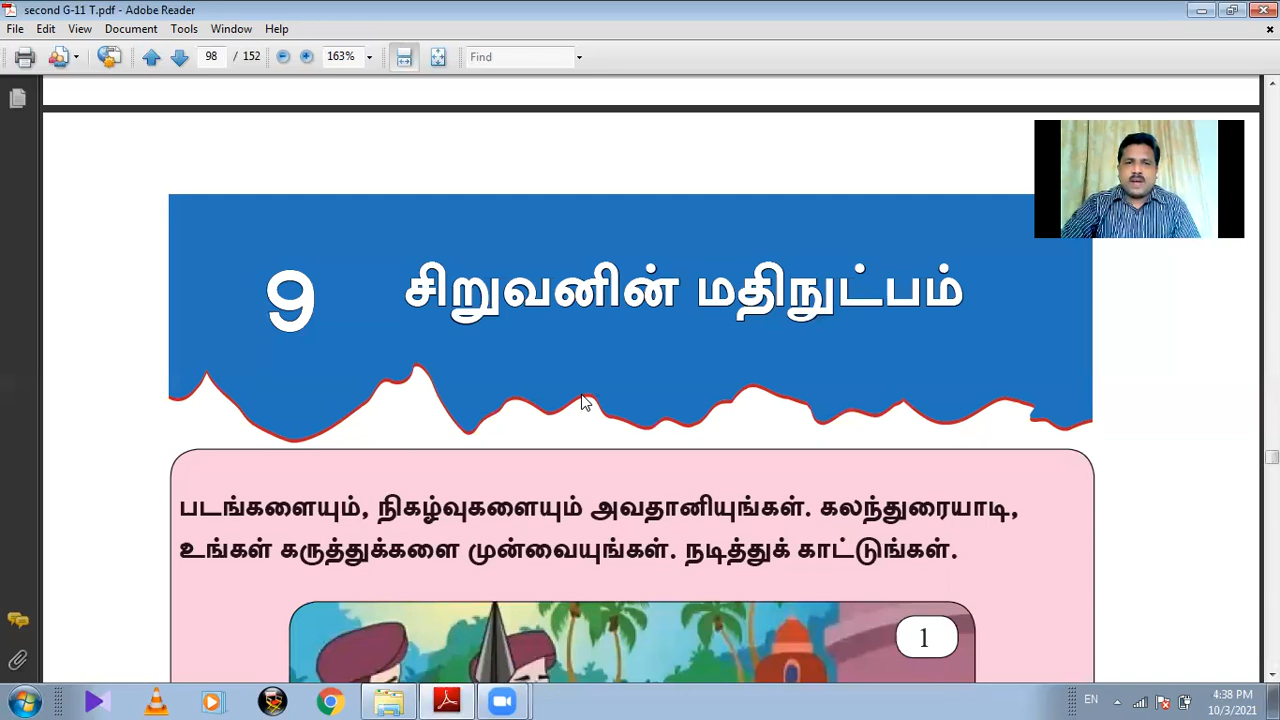 second G-11 T.pdf - Adobe Reader
File Edit View Document Tools Window Help
98 / 152 163% Find
9 சிறுவனின் மதிநுட்பம்
படங்களையும், நிகழ்வுகளையும் அவதானியுங்கள். கலந்துரையாடி,
உங்கள் கருத்துக்களை முன்வையுங்கள். நடித்துக் காட்டுங்கள்.
1
EN 4:38 PM
10/3/2021